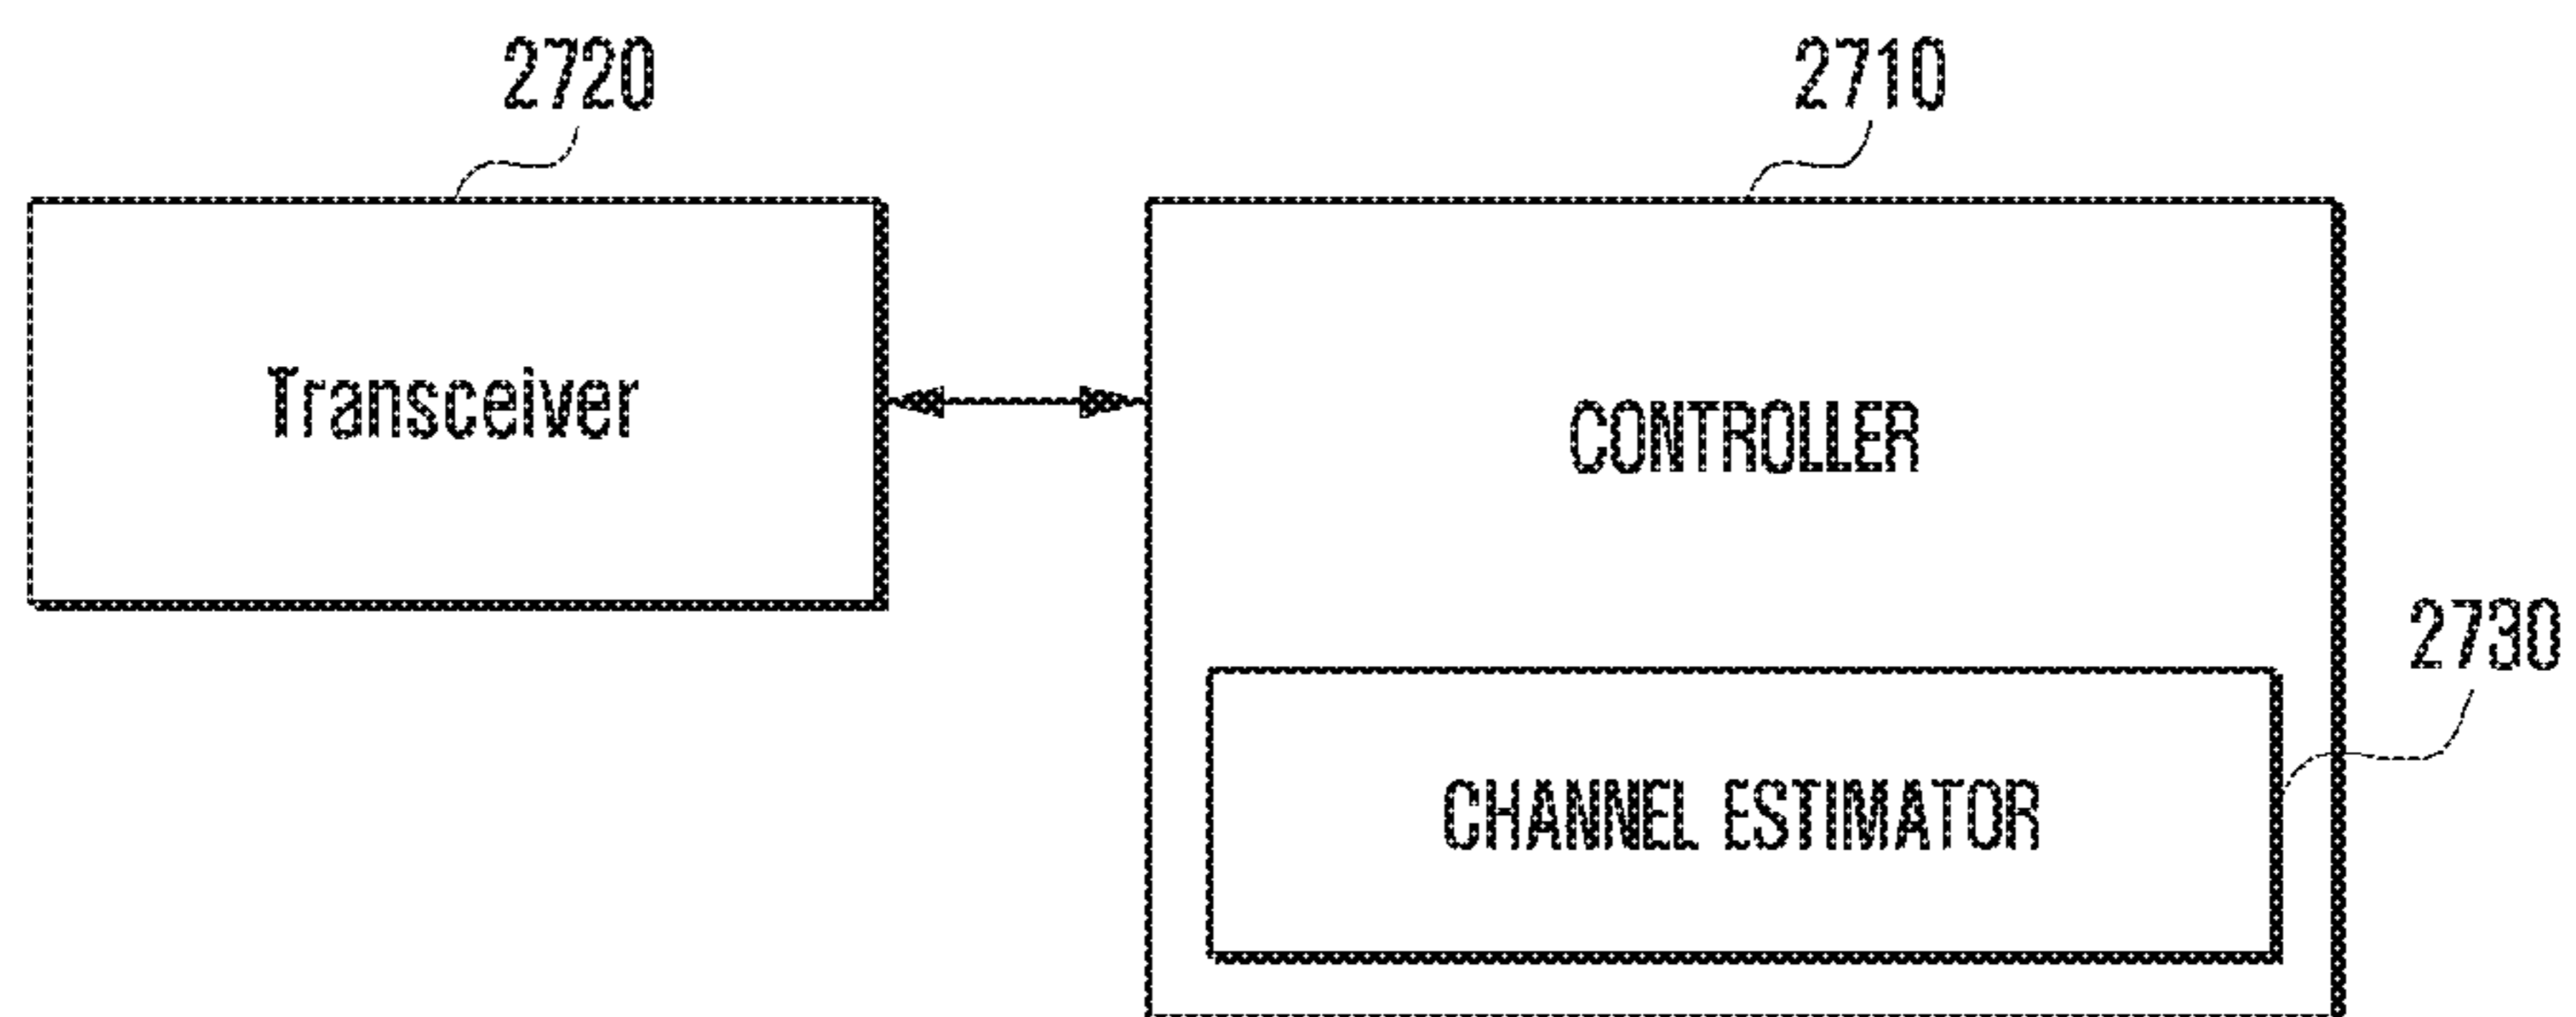 2720
2710
Transceiver
CONTROLLER
2730
CHANNEL ESTIMATOR